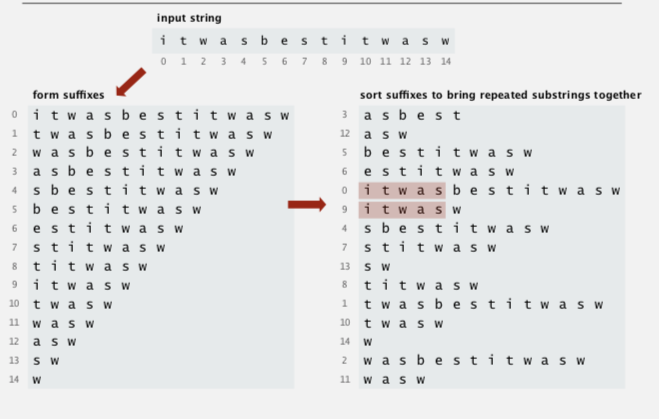 input string
i t w a s b e s t i t w a s w
0 1 2 3 4 5 6 7 8 9 10 11 12 13 14
form suffixes
0 i t w a s b e s t i t w a s w
1 t w a s b e s t i t w a s w
2 w a s b e s t i t w a s w
3 a s b e s t i t w a s w
4 s b e s t i t w a s w
5 b e s t i t w a s w
6 e s t i t w a s w
7 s t i t w a s w
8 t i t w a s w
9 i t w a s w
10 t w a s w
11 w a s w
12 a s w
13 s w
14 w
sort suffixes to bring repeated substrings together
3 a s b e s t
12 a s w
5 b e s t i t w a s w
6 e s t i t w a s w
0 i t w a s b e s t i t w a s w
9 i t w a s w
4 s b e s t i t w a s w
7 s t i t w a s w
13 s w
8 t i t w a s w
1 t w a s b e s t i t w a s w
10 t w a s w
14 w
2 w a s b e s t i t w a s w
11 w a s w